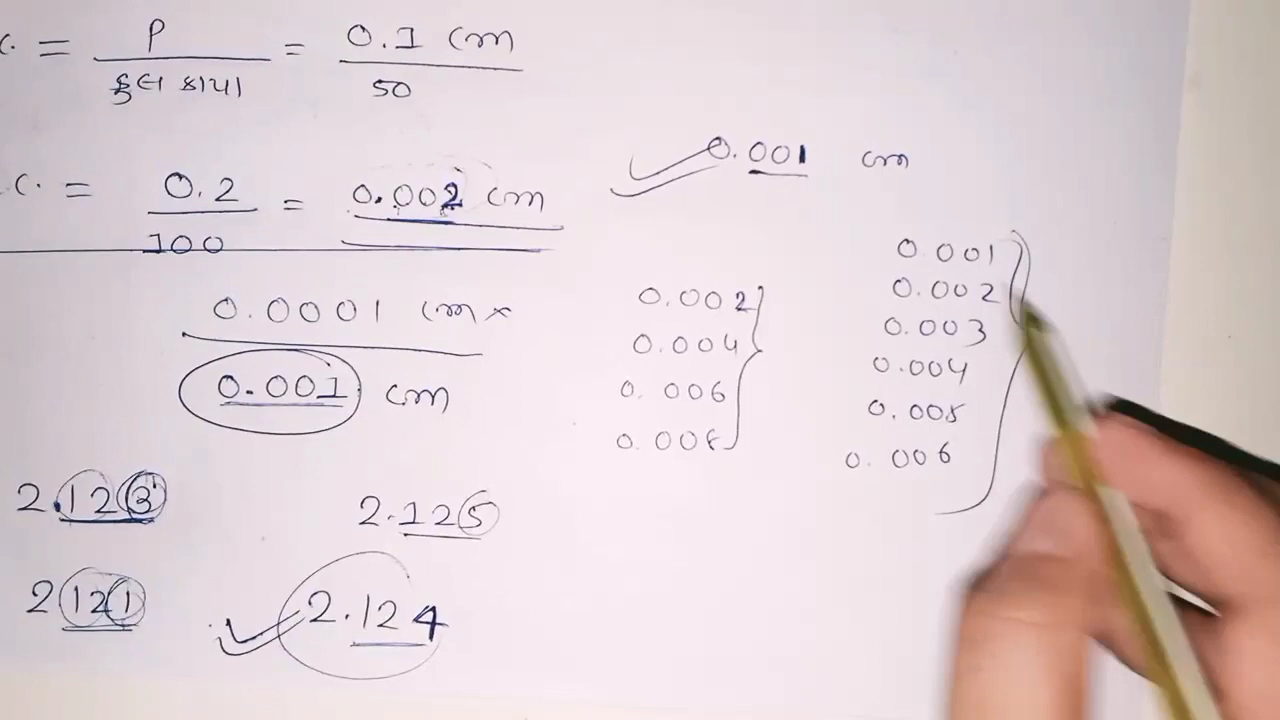 c. = P / કુલ કાપા = 0.1 cm / 50
c. = 0.2 / 100 = 0.002 cm
0.001 cm
0.0001 cm ×
0.001 cm
0.002
0.004
0.006
0.008
0.001
0.002
0.003
0.004
0.005
0.006
2.123
2.125
2 121
2.124